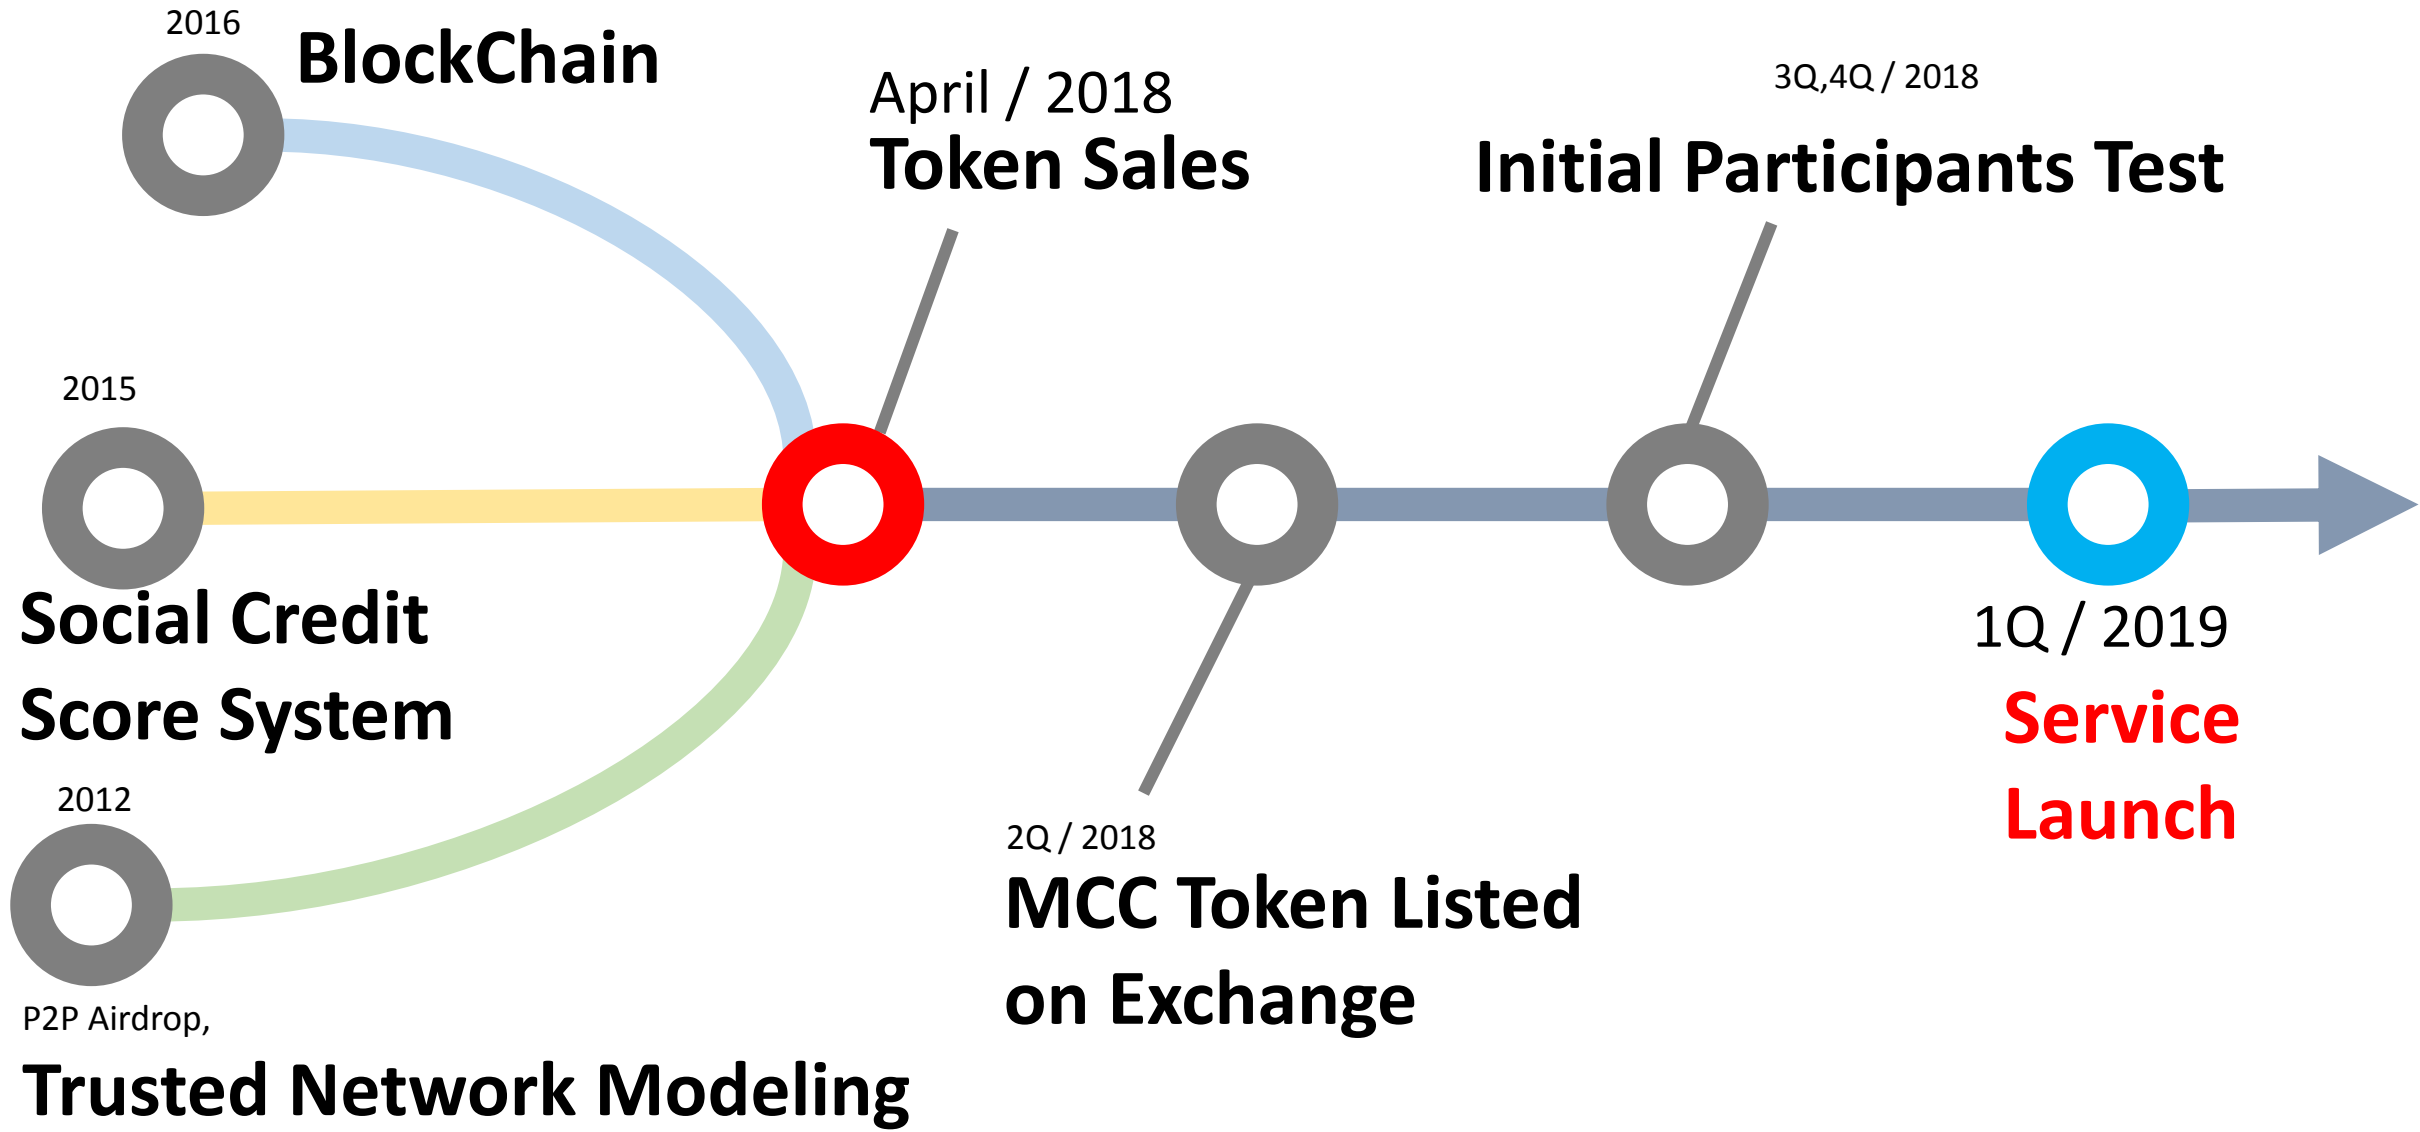 2016
BlockChain
April / 2018
Token Sales
3Q,4Q / 2018
Initial Participants Test
2015
Social Credit
Score System
1Q / 2019
Service
Launch
2012
P2P Airdrop,
Trusted Network Modeling
2Q / 2018
MCC Token Listed
on Exchange